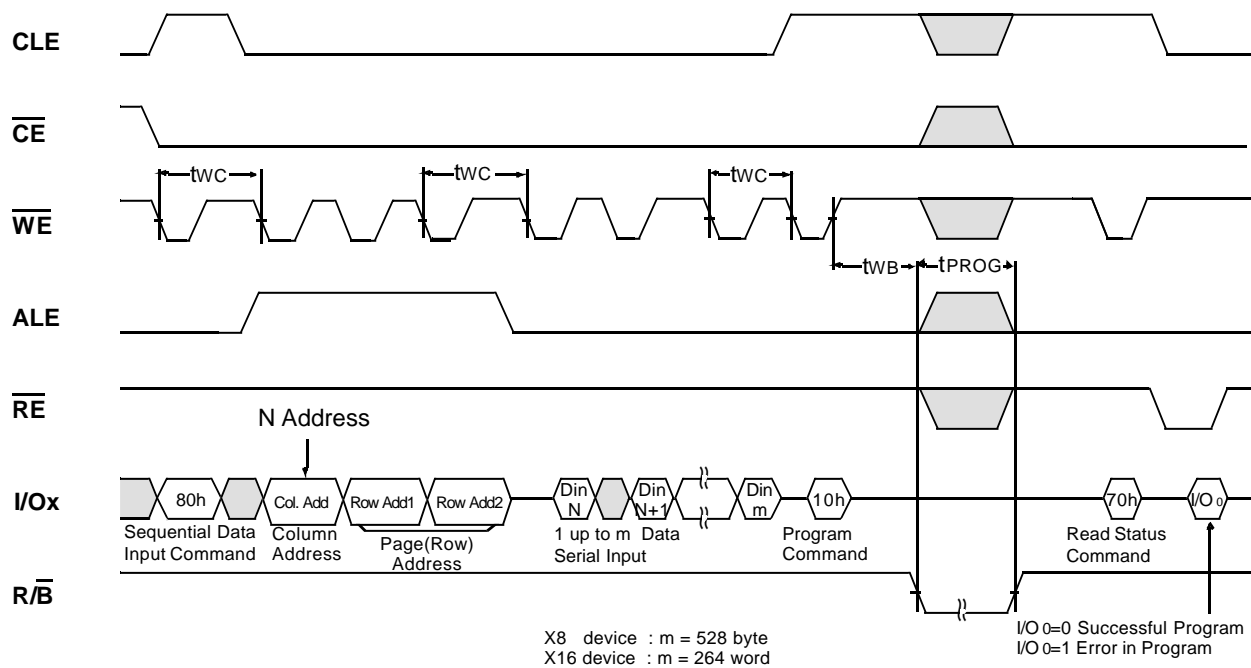 CLE
CE
tWC
tWC
tWC
WE
tWB
tPROG
ALE
RE
N Address
I/Ox
80h
Col. Add
Row Add1
Row Add2
Din N
Din N+1
Din m
10h
70h
I/O 0
Sequential Data
Input Command
Column
Address
Page(Row)
Address
1 up to m Data
Serial Input
Program
Command
Read Status
Command
R/B
X8 device : m = 528 byte
X16 device : m = 264 word
I/O 0=0 Successful Program
I/O 0=1 Error in Program